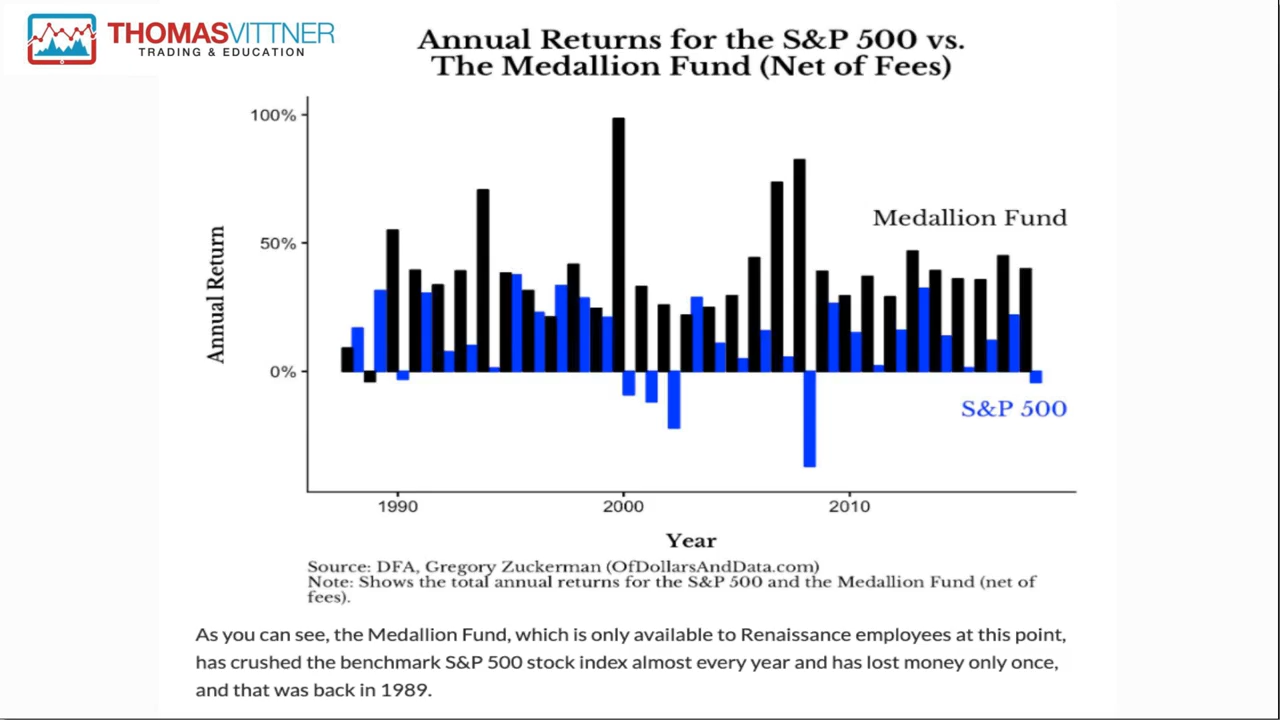 THOMASVITTNER
TRADING & EDUCATION
Annual Returns for the S&P 500 vs.
The Medallion Fund (Net of Fees)
100%
50%
0%
Annual Return
Medallion Fund
S&P 500
1990
2000
2010
Year
Source: DFA, Gregory Zuckerman (OfDollarsAndData.com)
Note: Shows the total annual returns for the S&P 500 and the Medallion Fund (net of
fees).
As you can see, the Medallion Fund, which is only available to Renaissance employees at this point,
has crushed the benchmark S&P 500 stock index almost every year and has lost money only once,
and that was back in 1989.